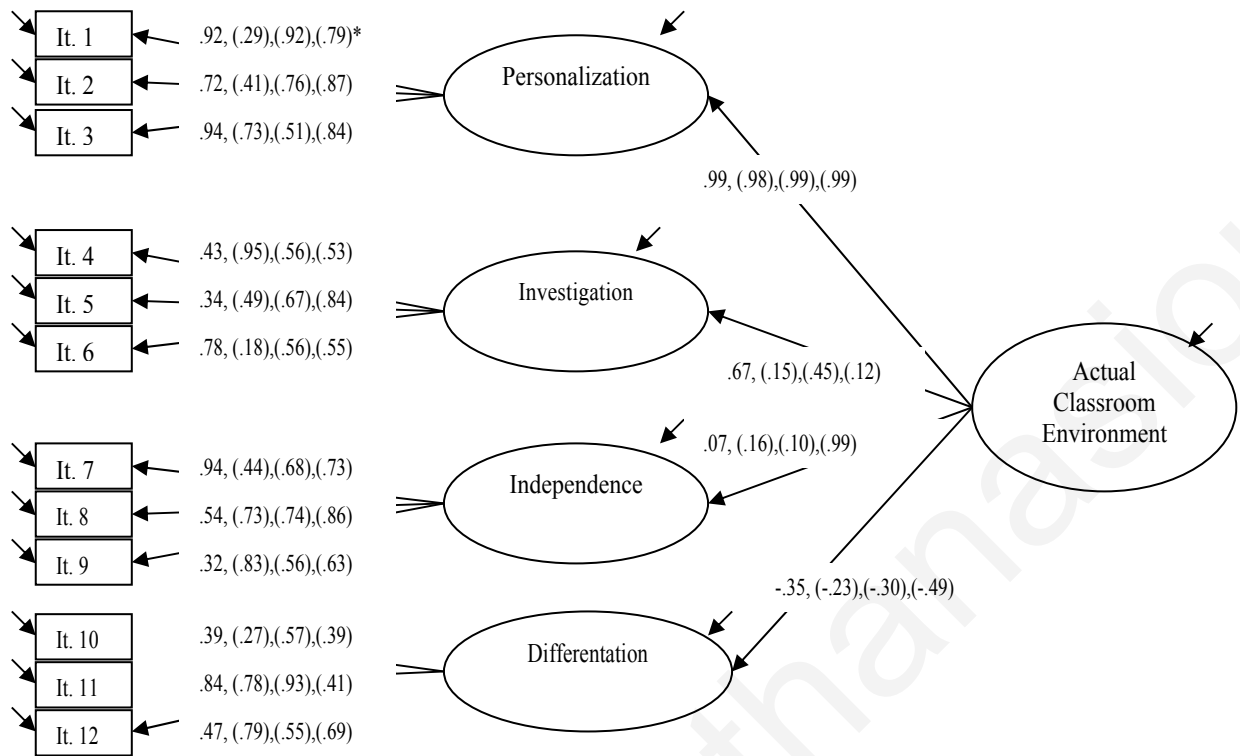 It. 1 .92, (.29),(.92),(.79)*
It. 2 .72, (.41),(.76),(.87)
It. 3 .94, (.73),(.51),(.84)
Personalization
.99, (.98),(.99),(.99)
It. 4 .43, (.95),(.56),(.53)
It. 5 .34, (.49),(.67),(.84)
It. 6 .78, (.18),(.56),(.55)
Investigation
.67, (.15),(.45),(.12)
Actual
Classroom
Environment
It. 7 .94, (.44),(.68),(.73)
It. 8 .54, (.73),(.74),(.86)
It. 9 .32, (.83),(.56),(.63)
Independence
.07, (.16),(.10),(.99)
-.35, (-.23),(-.30),(-.49)
It. 10 .39, (.27),(.57),(.39)
It. 11 .84, (.78),(.93),(.41)
It. 12 .47, (.79),(.55),(.69)
Differentation
thanasiou